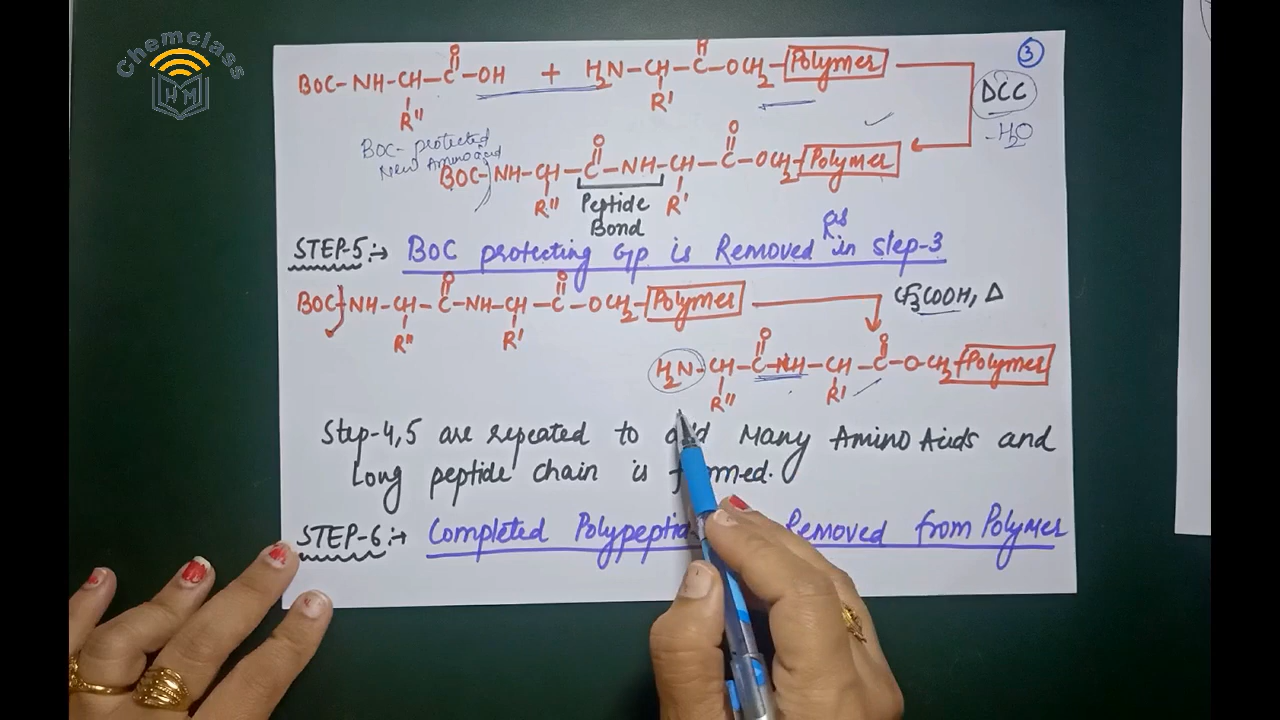 Chemclass
HM
③
BOC-NH-CH-C-OH + H2N-CH-C-OCH2-Polymer
O
R''
R'
DCC
-H2O
BOC-protected
New Aminoacid
O
O
BOC-NH-CH-C-NH-CH-C-OCH2-Polymer
R''
Peptide
Bond
R'
STEP-5:→ BOC protecting Gp is Removed as in step-3
O
O
BOC-NH-CH-C-NH-CH-C-OCH2-Polymer
R''
R'
CF3COOH, Δ
O
O
H2N-CH-C-NH-CH-C-O-CH2-Polymer
R''
R'
Step-4,5 are repeated to add Many Amino Acids and
Long peptide chain is formed.
STEP-6:→ Completed Removed from Polymer